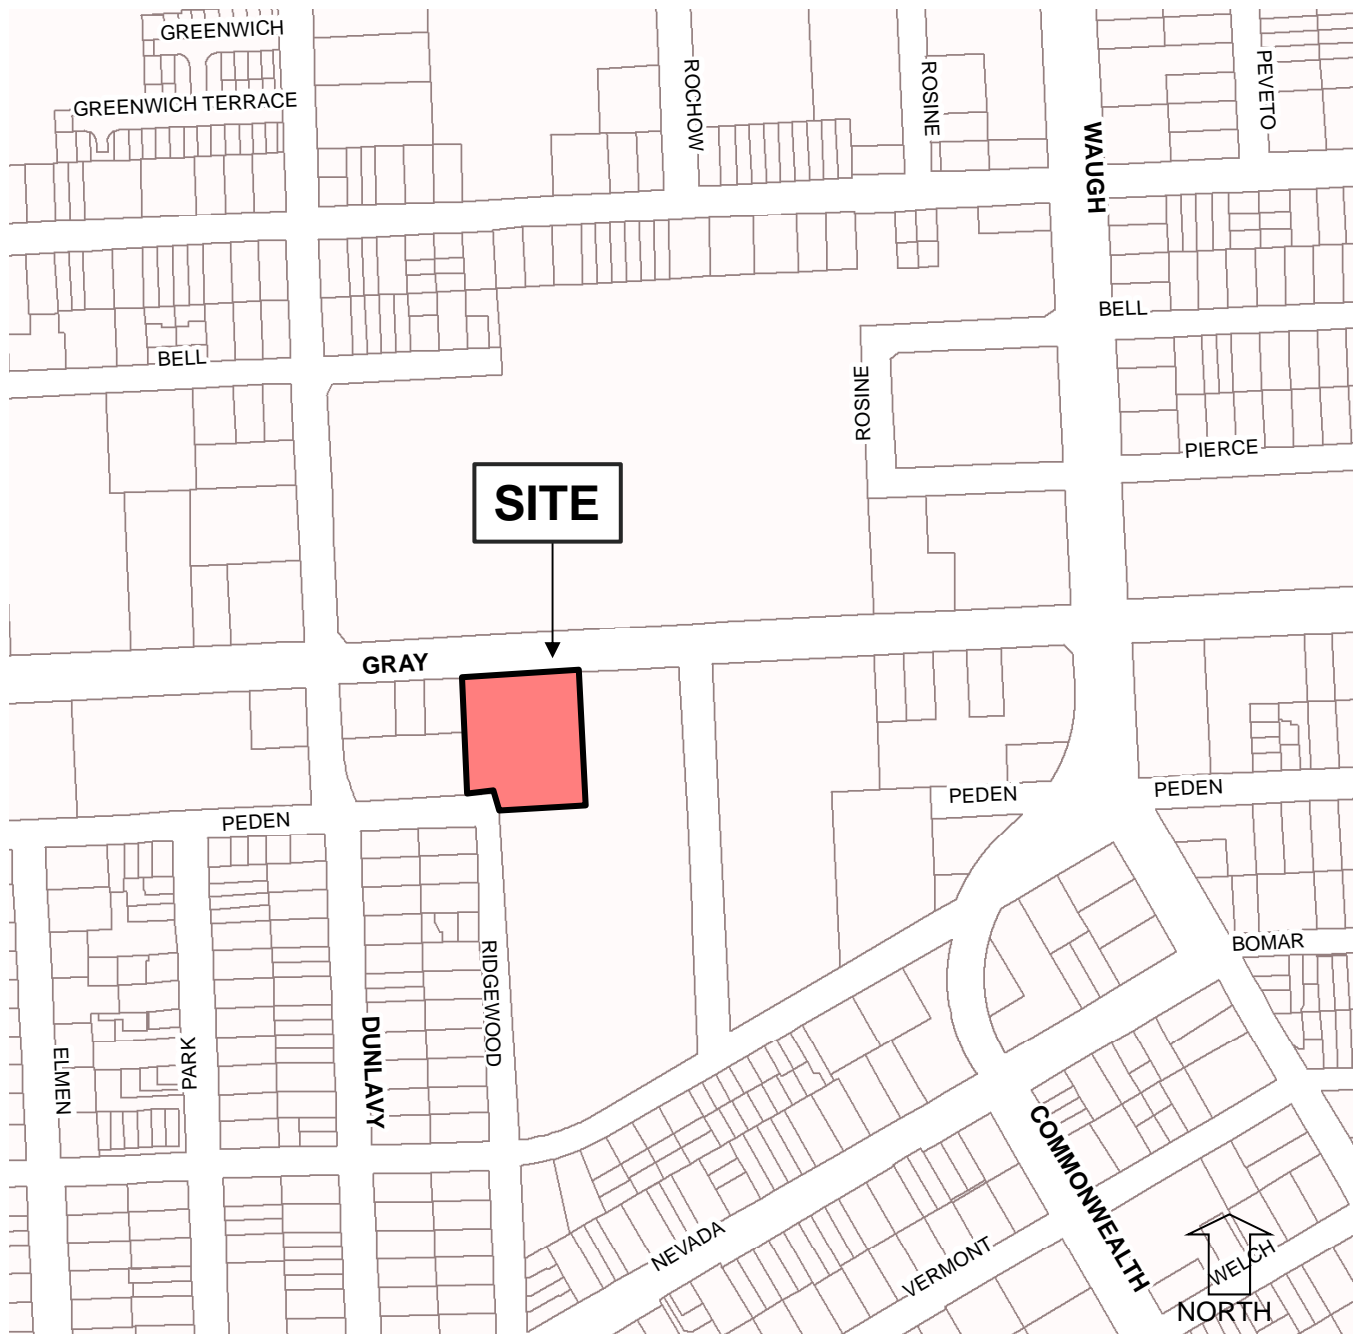 GREENWICH
GREENWICH TERRACE
ROCHOW
ROSINE
WAUGH
PEVETO
BELL
BELL
ROSINE
PIERCE
SITE
GRAY
PEDEN
PEDEN
PEDEN
BOMAR
RIDGEWOOD
DUNLAVY
PARK
ELMEN
COMMONWEALTH
NEVADA
VERMONT
WELCH
NORTH